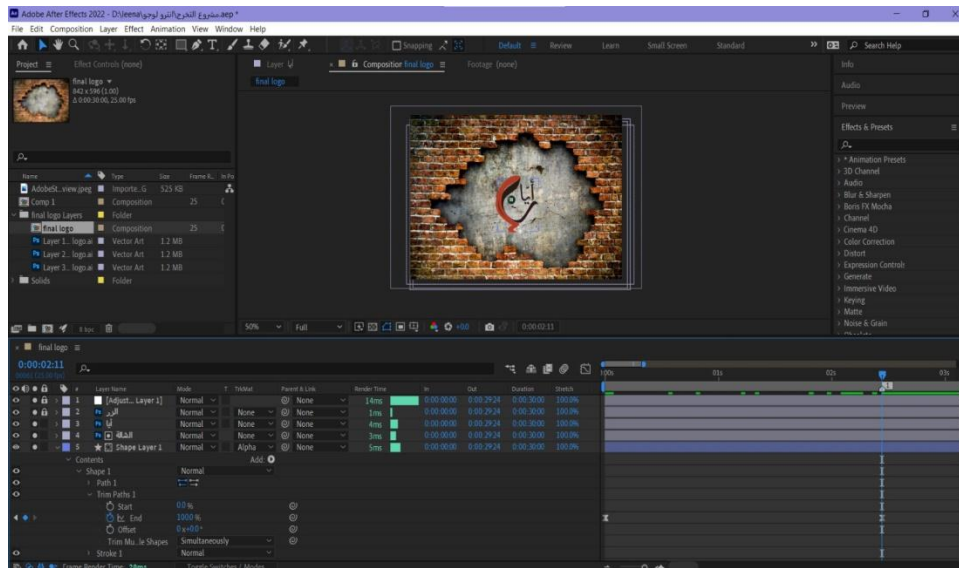 Adobe After Effects 2022 - D:\leena\مشروع التخرج\انترو لوجو.aep *
File Edit Composition Layer Effect Animation View Window Help
Snapping Default Review Learn Small Screen Standard Search Help
Project Effect Controls (none)
final logo
842 x 596 (1.00)
Δ 0:00:30:00, 25.00 fps
Name Type Size Frame R.. In Po
AdobeSt...view.jpeg Importe...G 525 KB
Comp 1 Composition 25
final logo Layers Folder
final logo Composition 25
Layer 1... logo.ai Vector Art 1.2 MB
Layer 2... logo.ai Vector Art 1.2 MB
Layer 3... logo.ai Vector Art 1.2 MB
Solids Folder
8 bpc
Layer Composition final logo Footage (none)
final logo
50% Full +0.0 0:00:02:11
Info
Audio
Preview
Effects & Presets
* Animation Presets
3D Channel
Audio
Blur & Sharpen
Boris FX Mocha
Channel
Cinema 4D
Color Correction
Distort
Expression Controls
Generate
Immersive Video
Keying
Matte
Noise & Grain
final logo
0:00:02:11
# Layer Name Mode T TrkMat Parent & Link Render Time In Out Duration Stretch
1 [Adjust... Layer 1] Normal None 14ms 0:00:00:00 0:00:29:24 0:00:30:00 100.0%
2 الزر Normal None None 1ms 0:00:00:00 0:00:29:24 0:00:30:00 100.0%
3 أيا Normal None None 4ms 0:00:00:00 0:00:29:24 0:00:30:00 100.0%
4 Normal None None 3ms 0:00:00:00 0:00:29:24 0:00:30:00 100.0%
5 Shape Layer 1 Normal Alpha None 5ms 0:00:00:00 0:00:29:24 0:00:30:00 100.0%
Contents Add:
Shape 1 Normal
Path 1
Trim Paths 1
Start 0.0 %
End 100.0 %
Offset 0 x+0.0°
Trim Mu...le Shapes Simultaneously
Stroke 1 Normal
Frame Render Time 28ms Toggle Switches / Modes
01s 02s 03s